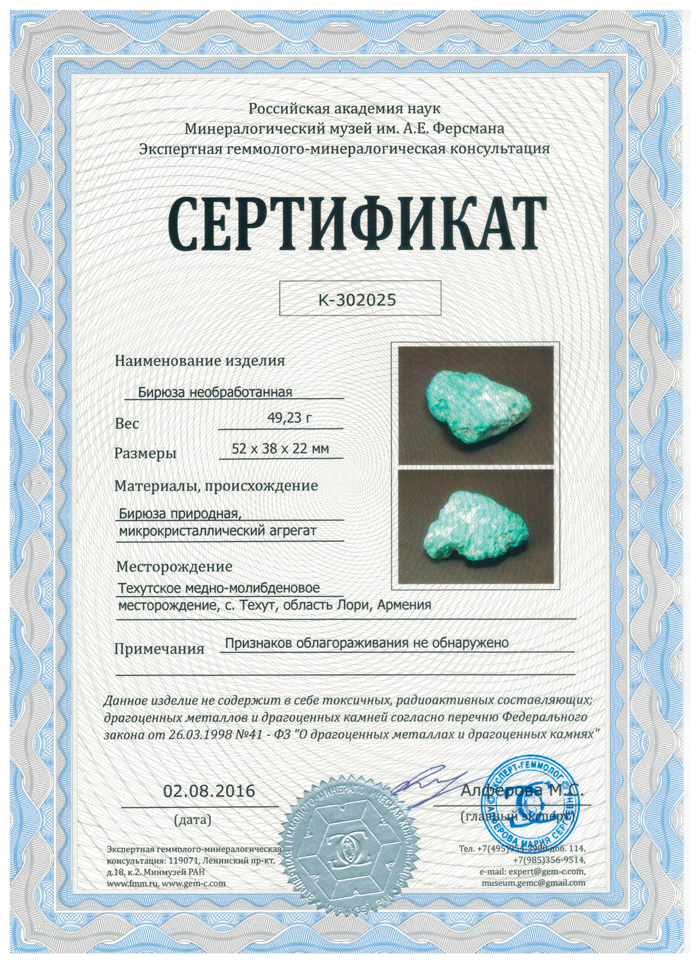 Российская академия наук
Минералогический музей им. А.Е. Ферсмана
Экспертная геммолого-минералогическая консультация
СЕРТИФИКАТ
К-302025
Наименование изделия
Бирюза необработанная
Вес 49,23 г
Размеры 52 x 38 x 22 мм
Материалы, происхождение
Бирюза природная,
микрокристаллический агрегат
Месторождение
Техутское медно-молибденовое
месторождение, с. Техут, область Лори, Армения
Примечания Признаков облагораживания не обнаружено
Данное изделие не содержит в себе токсичных, радиоактивных составляющих;
драгоценных металлов и драгоценных камней согласно перечню Федерального
закона от 26.03.1998 №41 - ФЗ "О драгоценных металлах и драгоценных камнях"
02.08.2016 Алферова М.С.
(дата) (главный эксперт)
Экспертная геммолого-минералогическая
консультация: 119071, Ленинский пр-кт,
д.18, к.2. Минмузей РАН
www.fmm.ru, www.gem-c.com
Тел. доб. 114,
+7(985)356-9514,
e-mail: expert@gem-c.com,
museum.gemc@gmail.com
ЭКСПЕРТ-ГЕММОЛОГ
АЛФЕРОВА МАРИЯ